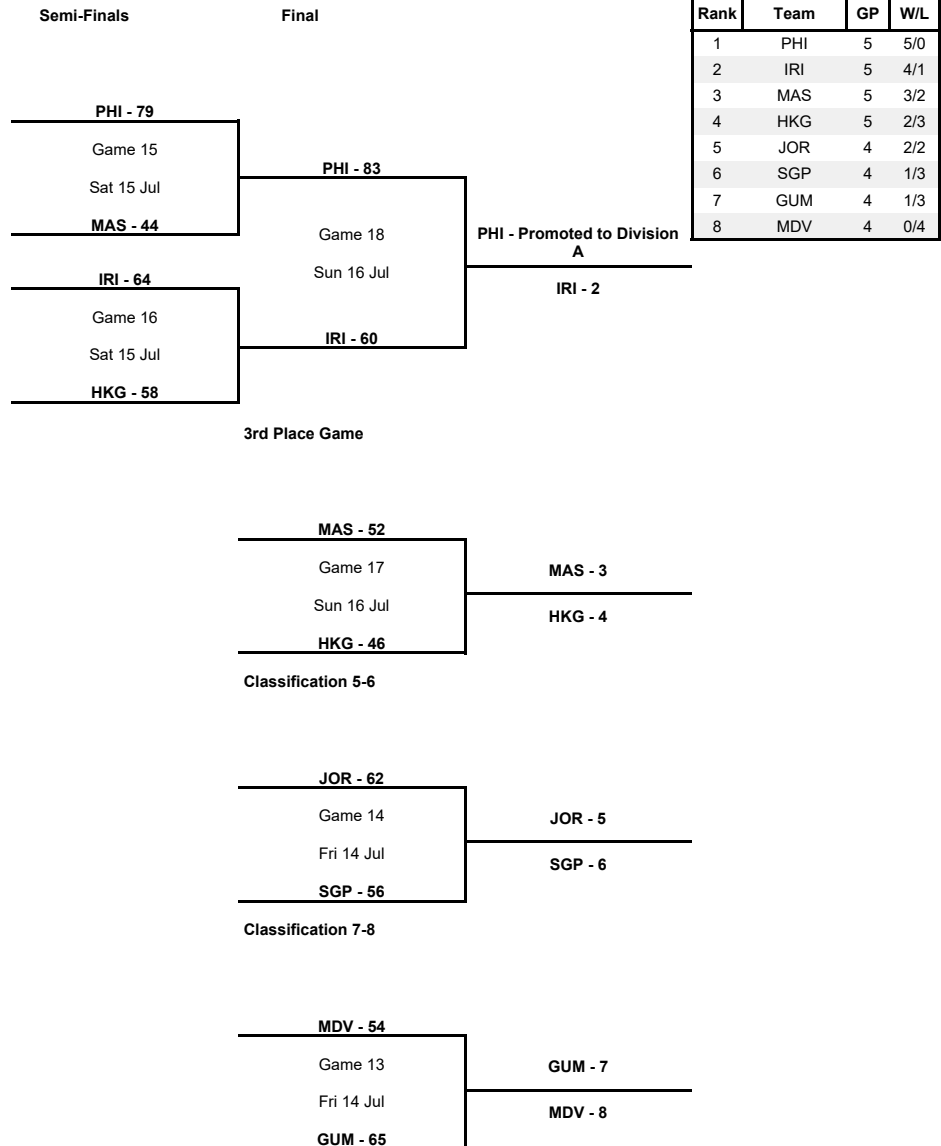 Semi-Finals Final
Rank Team GP W/L
1 PHI 5 5/0
2 IRI 5 4/1
3 MAS 5 3/2
4 HKG 5 2/3
5 JOR 4 2/2
6 SGP 4 1/3
7 GUM 4 1/3
8 MDV 4 0/4
PHI - 79
Game 15
Sat 15 Jul
MAS - 44
IRI - 64
Game 16
Sat 15 Jul
HKG - 58
PHI - 83
Game 18
Sun 16 Jul
IRI - 60
PHI - Promoted to Division
A
IRI - 2
3rd Place Game
MAS - 52
Game 17
Sun 16 Jul
HKG - 46
MAS - 3
HKG - 4
Classification 5-6
JOR - 62
Game 14
Fri 14 Jul
SGP - 56
JOR - 5
SGP - 6
Classification 7-8
MDV - 54
Game 13
Fri 14 Jul
GUM - 65
GUM - 7
MDV - 8